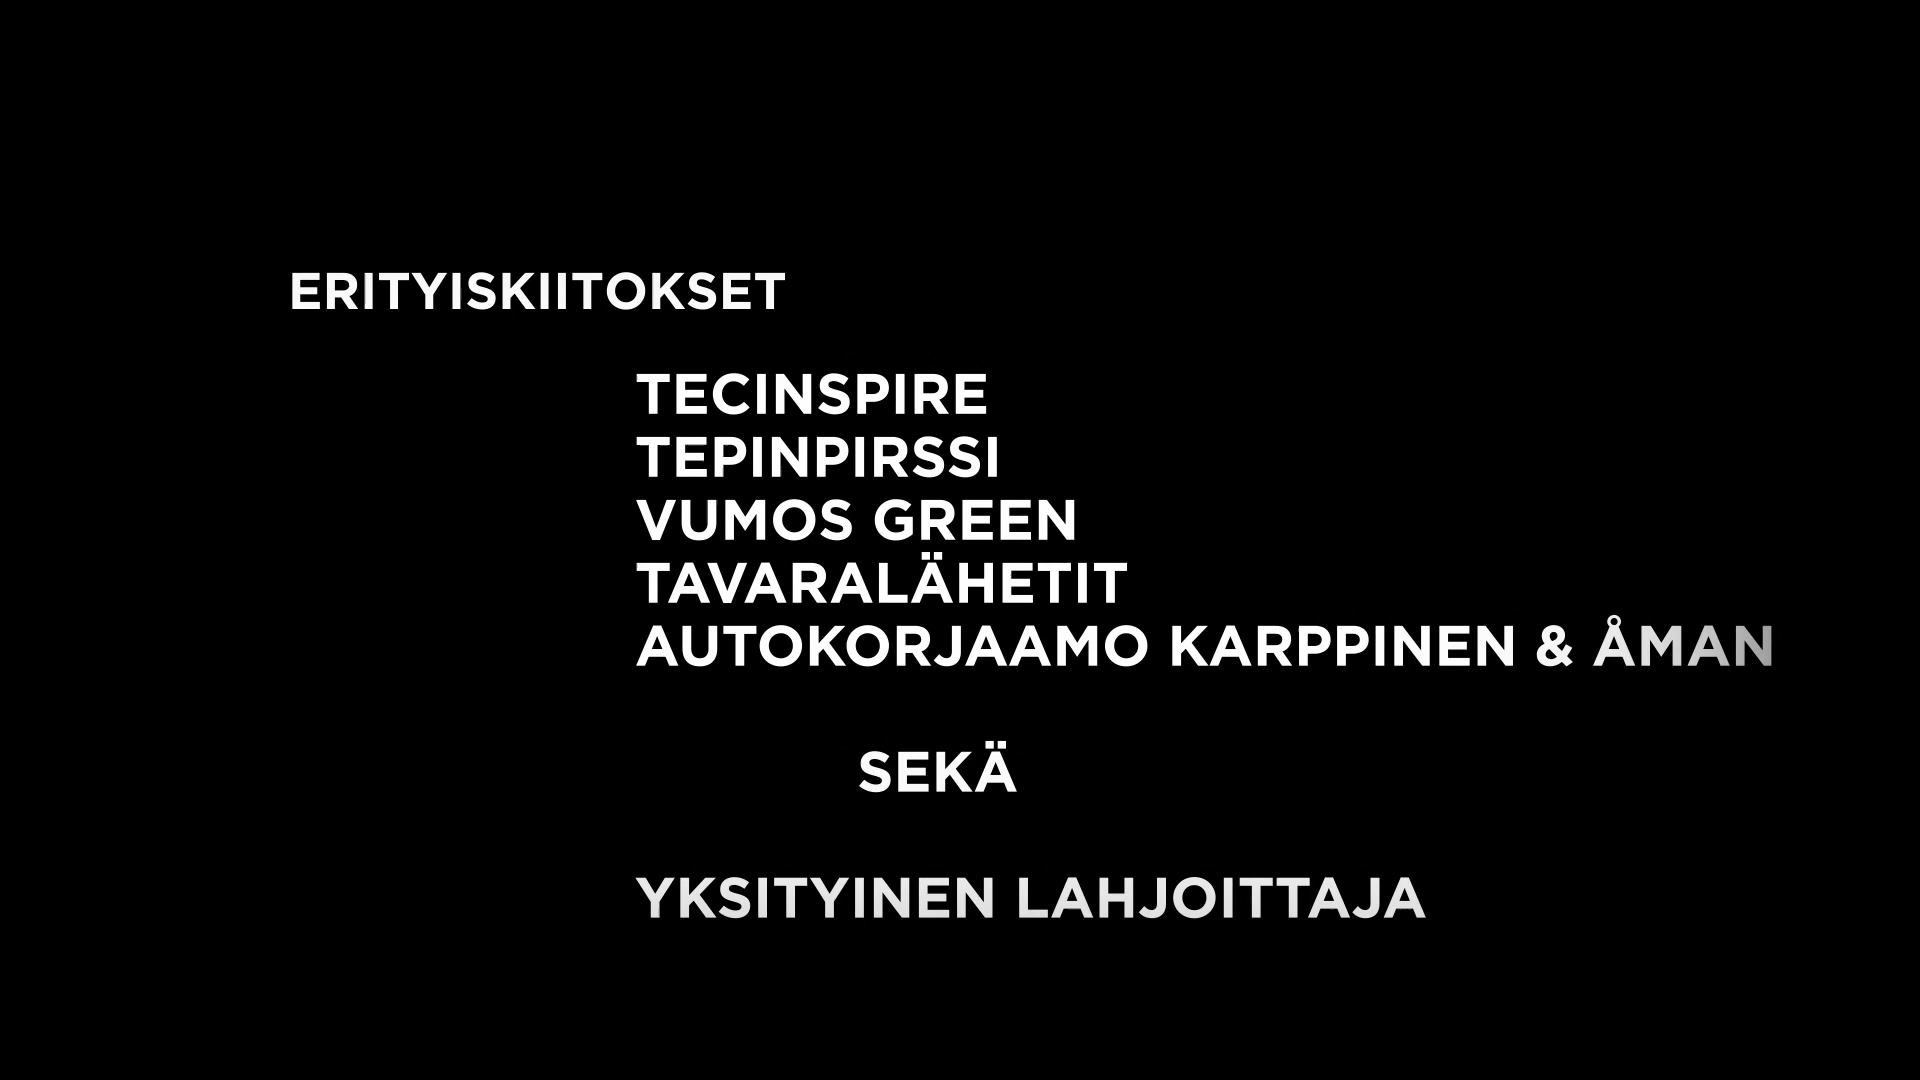 ERITYISKIITOKSET
TECINSPIRE
TEPINPIRSSI
VUMOS GREEN
TAVARALÄHETIT
AUTOKORJAAMO KARPPINEN & ÅMAN
SEKÄ
YKSITYINEN LAHJOITTAJA